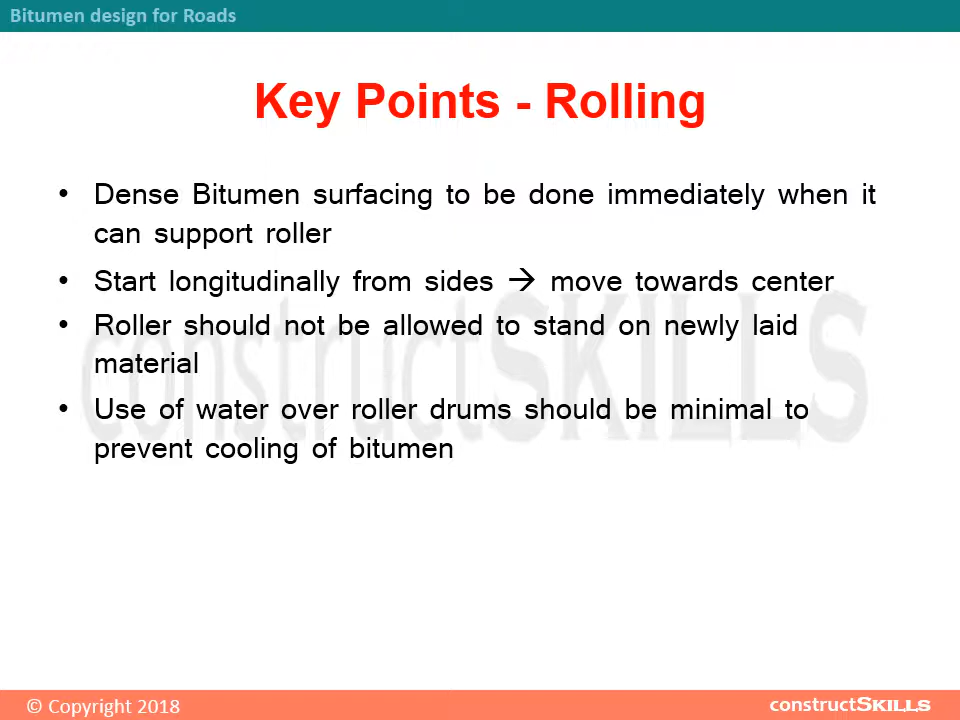 Bitumen design for Roads
Key Points - Rolling
• Dense Bitumen surfacing to be done immediately when it
can support roller
• Start longitudinally from sides → move towards center
• Roller should not be allowed to stand on newly laid
material
• Use of water over roller drums should be minimal to
prevent cooling of bitumen
constructSKILLS
© Copyright 2018
constructSKILLS